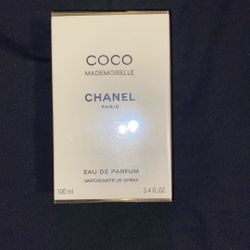 COCO
MADEMOISELLE
CHANEL
PARIS
EAU DE PARFUM
VAPORISATEUR SPRAY
100 ml 3.4 FL.OZ